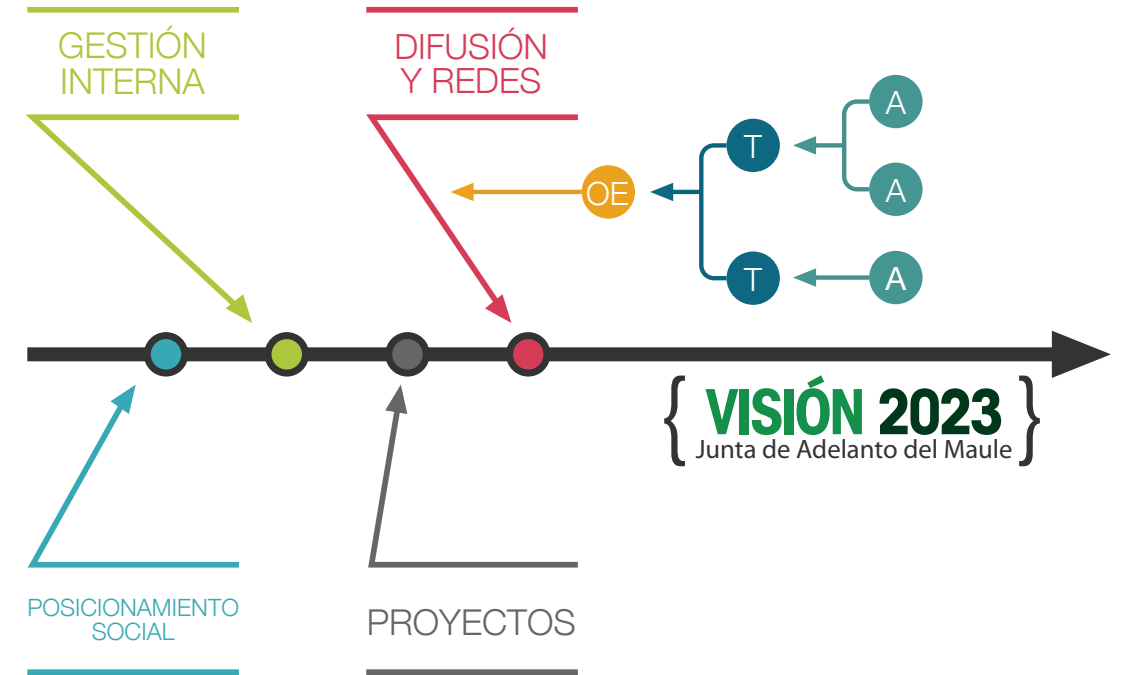 GESTIÓN
INTERNA
DIFUSIÓN
Y REDES
A
T
A
OE
T
A
VISIÓN 2023
Junta de Adelanto del Maule
POSICIONAMIENTO
SOCIAL
PROYECTOS